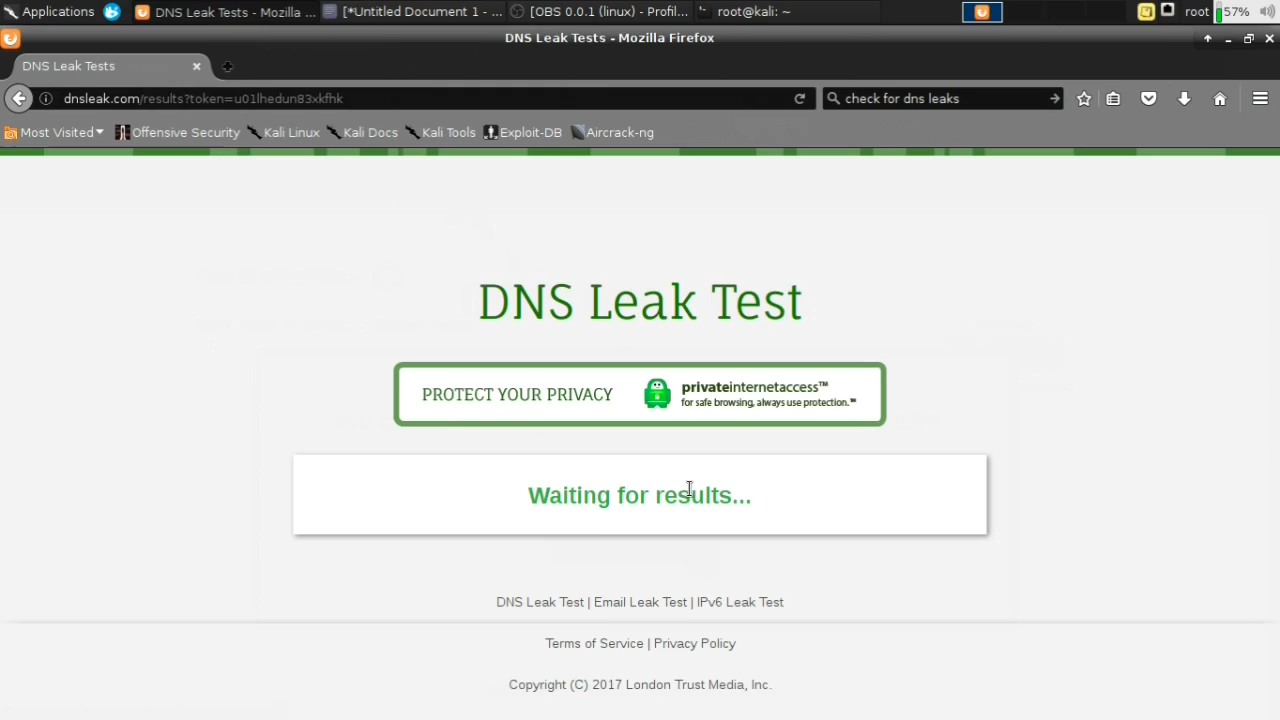 Applications
DNS Leak Tests - Mozilla ...
[*Untitled Document 1 - ...
[OBS 0.0.1 (linux) - Profil...
root@kali: ~
root
57%
DNS Leak Tests - Mozilla Firefox
DNS Leak Tests
dnsleak.com/results?token=u01lhedun83xkfhk
check for dns leaks
Most Visited
Offensive Security
Kali Linux
Kali Docs
Kali Tools
Exploit-DB
Aircrack-ng
DNS Leak Test
PROTECT YOUR PRIVACY
privateinternetaccess™
for safe browsing, always use protection.℠
Waiting for results...
DNS Leak Test | Email Leak Test | IPv6 Leak Test
Terms of Service | Privacy Policy
Copyright (C) 2017 London Trust Media, Inc.